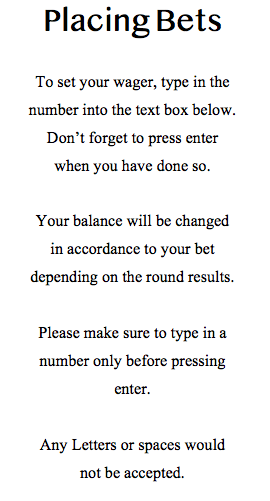 Placing Bets
To set your wager, type in the
number into the text box below.
Don’t forget to press enter
when you have done so.
Your balance will be changed
in accordance to your bet
depending on the round results.
Please make sure to type in a
number only before pressing
enter.
Any Letters or spaces would
not be accepted.